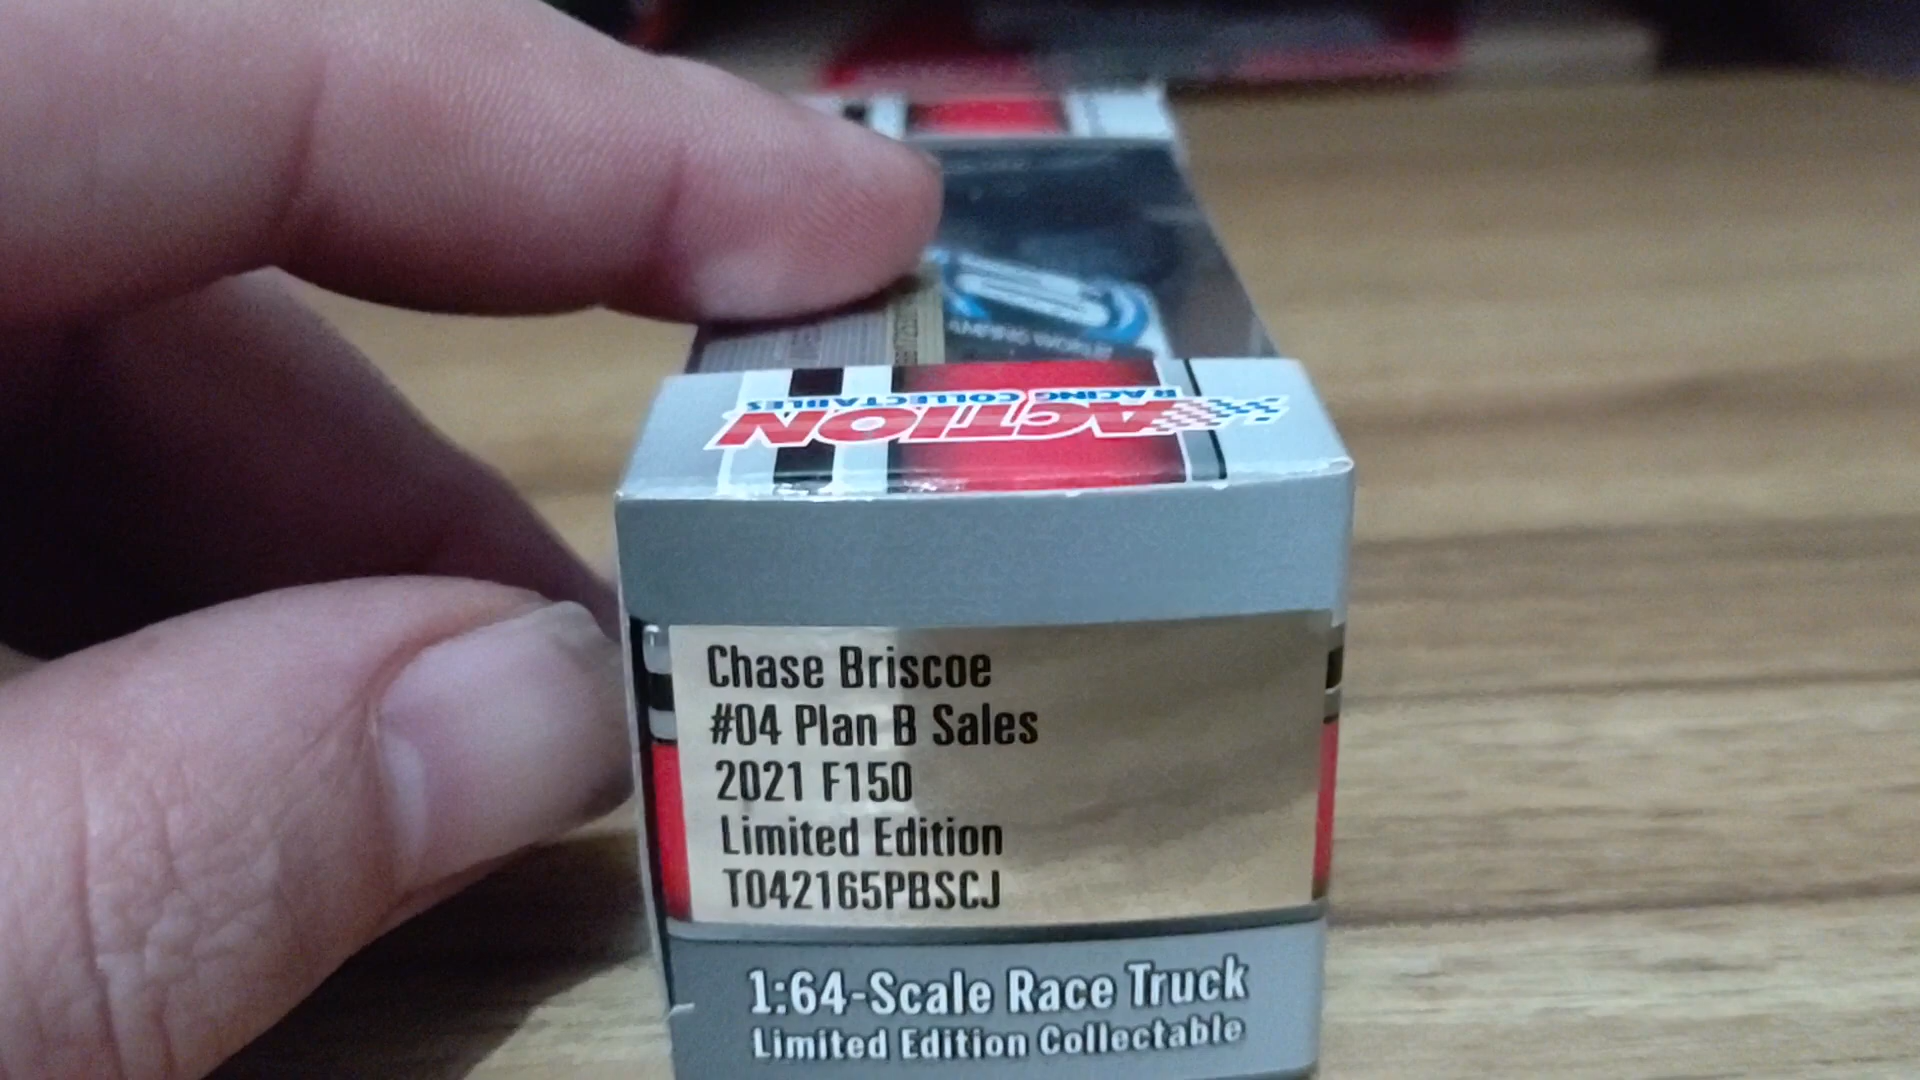 ACTION
RACING COLLECTABLES
Chase Briscoe
#04 Plan B Sales
2021 F150
Limited Edition
T042165PBSCJ
1:64-Scale Race Truck
Limited Edition Collectable